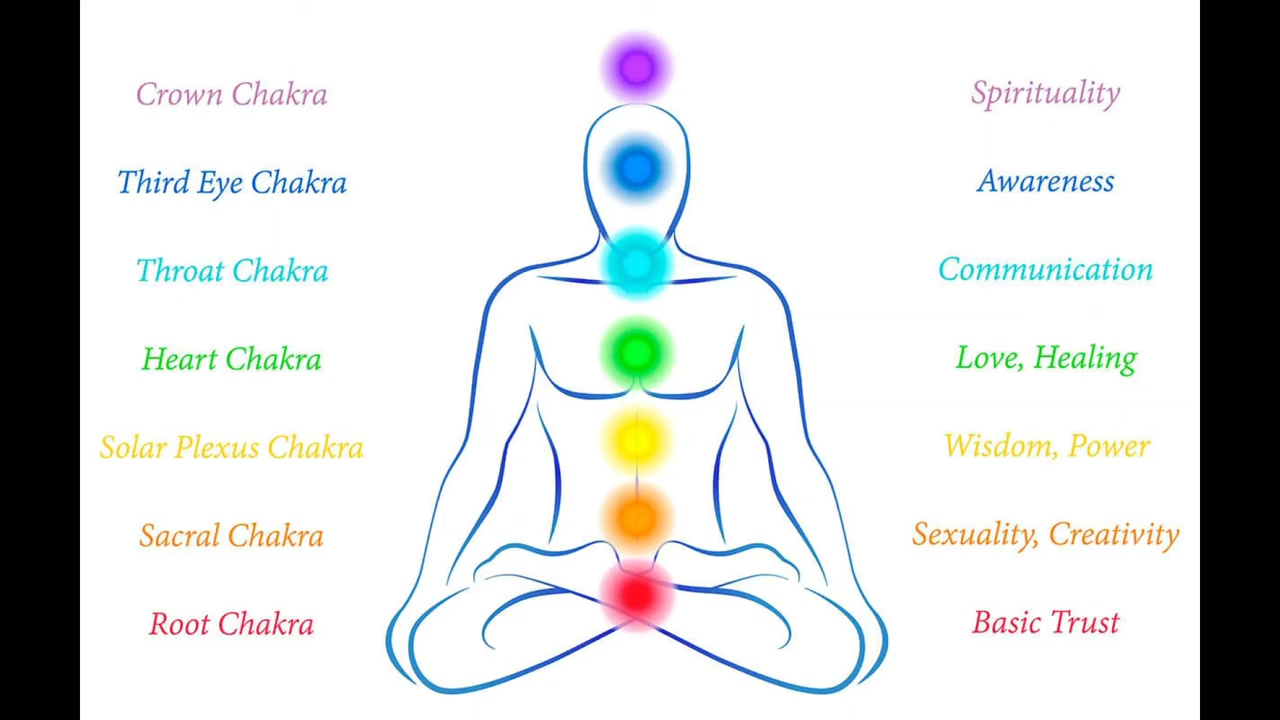 Crown Chakra
Spirituality
Third Eye Chakra
Awareness
Throat Chakra
Communication
Heart Chakra
Love, Healing
Solar Plexus Chakra
Wisdom, Power
Sacral Chakra
Sexuality, Creativity
Root Chakra
Basic Trust